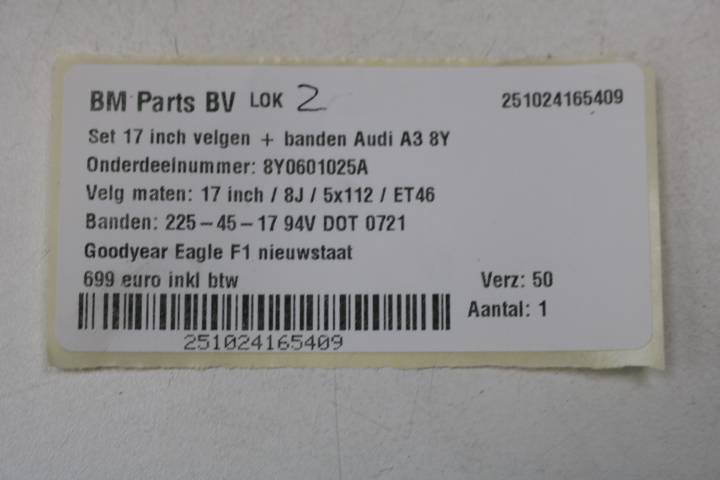 BM Parts BV LOK 2 251024165409
Set 17 inch velgen + banden Audi A3 8Y
Onderdeelnummer: 8Y0601025A
Velg maten: 17 inch / 8J / 5x112 / ET46
Banden: 225-45-17 94V DOT 0721
Goodyear Eagle F1 nieuwstaat
699 euro inkl btw Verz: 50
Aantal: 1
251024165409